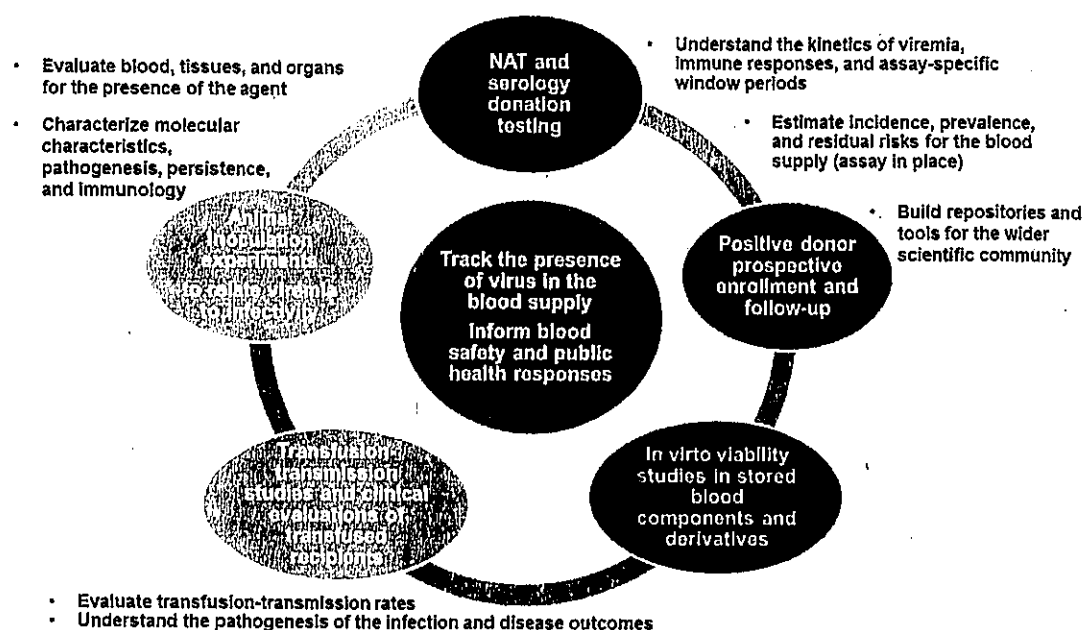 NAT and
serology
donation
testing
• Understand the kinetics of viremia,
immune responses, and assay-specific
window periods
• Estimate incidence, prevalence,
and residual risks for the blood
supply (assay in place)
• Build repositories and
tools for the wider
scientific community
Positive donor
prospective
enrollment and
follow-up
In virto viability
studies in stored
blood
components and
derivatives
Transfusion-
transmission
studies and clinical
evaluations of
transfused
recipients
• Evaluate transfusion-transmission rates
• Understand the pathogenesis of the infection and disease outcomes
Animal
inoculation
experiments
to relate viremia
to infectivity
• Evaluate blood, tissues, and organs
for the presence of the agent
• Characterize molecular
characteristics,
pathogenesis, persistence,
and immunology
Track the presence
of virus in the
blood supply
Inform blood
safety and public
health responses